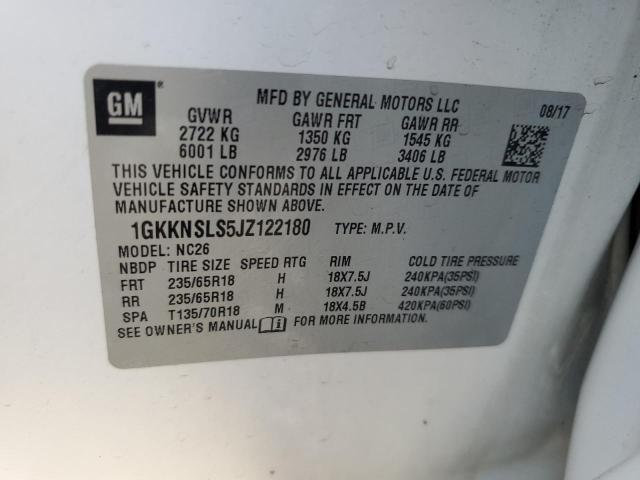 GM ®
MFD BY GENERAL MOTORS LLC 08/17
GVWR GAWR FRT GAWR RR
2722 KG 1350 KG 1545 KG
6001 LB 2976 LB 3406 LB
THIS VEHICLE CONFORMS TO ALL APPLICABLE U.S. FEDERAL MOTOR
VEHICLE SAFETY STANDARDS IN EFFECT ON THE DATE OF
MANUFACTURE SHOWN ABOVE.
1GKKNSLS5JZ122180 TYPE: M.P.V.
MODEL: NC26
NBDP TIRE SIZE SPEED RTG RIM COLD TIRE PRESSURE
FRT 235/65R18 H 18X7.5J 240KPA(35PSI)
RR 235/65R18 H 18X7.5J 240KPA(35PSI)
SPA T135/70R18 M 18X4.5B 420KPA(60PSI)
SEE OWNER'S MANUAL FOR MORE INFORMATION.